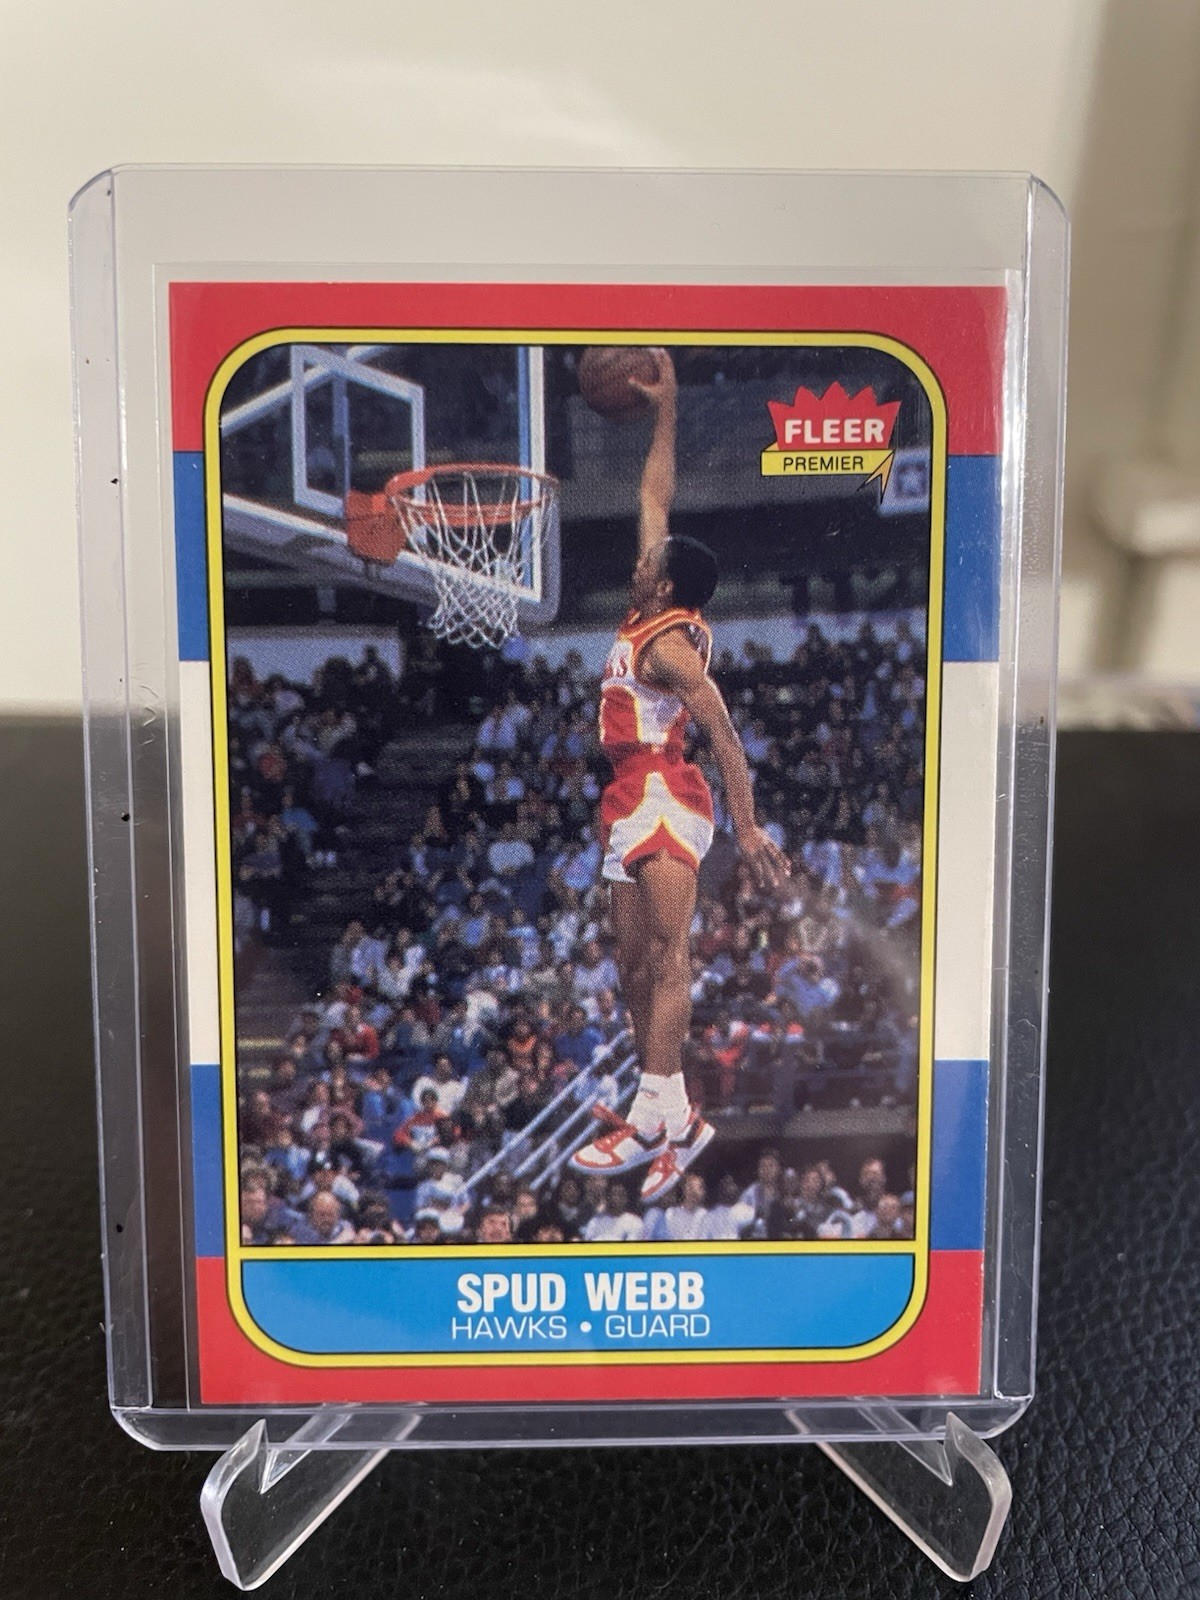 FLEER
PREMIER
SPUD WEBB
HAWKS • GUARD